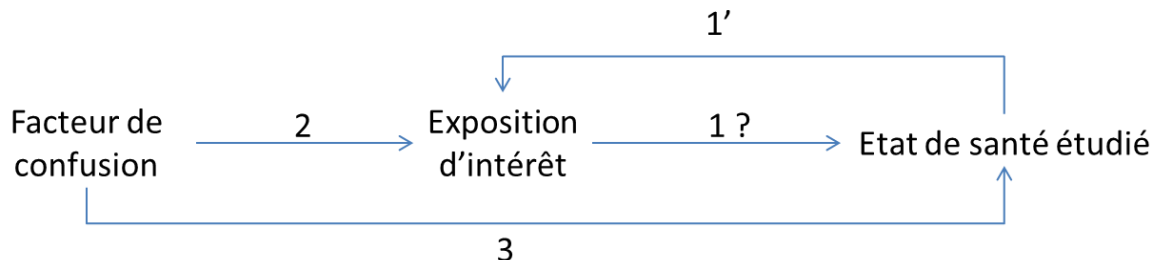 1’
Facteur de
confusion
2
Exposition
d’intérêt
1 ?
Etat de santé étudié
3